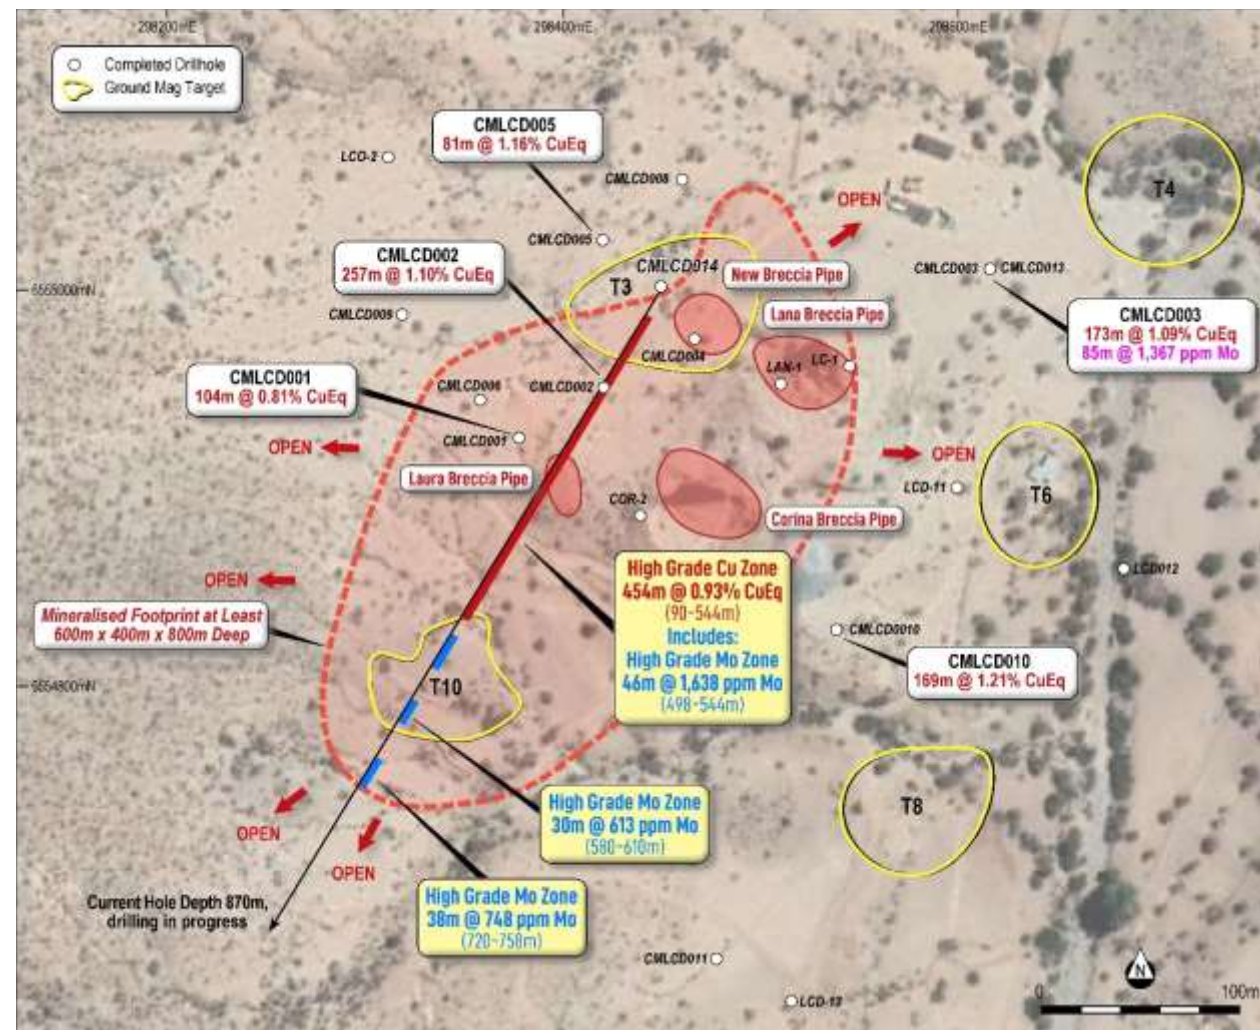 298200mE
298400mE
Completed Drillhole
Ground Mag Target
CMLCD005
81m @ 1.16% CuEq
LCO-2
CMLCD008
T4
OPEN
CMLCD005
CMLCD002
257m @ 1.10% CuEq
CMLCD014
T3
New Breccia Pipe
CMLCD003
CMLCD013
Lana Breccia Pipe
CMLCD003
173m @ 1.09% CuEq
85m @ 1,367 ppm Mo
CMLCD004
LAN-1
LC-1
CMLCD001
104m @ 0.81% CuEq
CMLCD002
CMLCD001
OPEN
OPEN
Laura Breccia Pipe
LCD-11
T6
COR-2
Corina Breccia Pipe
High Grade Cu Zone
454m @ 0.93% CuEq
(90-544m)
Includes:
High Grade Mo Zone
46m @ 1,638 ppm Mo
(498-544m)
LCD012
OPEN
Mineralised Footprint at Least
600m x 400m x 800m Deep
CMLCD0010
CMLCD010
169m @ 1.21% CuEq
T10
T8
High Grade Mo Zone
30m @ 613 ppm Mo
(580-610m)
OPEN
OPEN
High Grade Mo Zone
38m @ 748 ppm Mo
(720-758m)
Current Hole Depth 870m,
drilling in progress
CMLCD011
LCD-13
N
0
100m